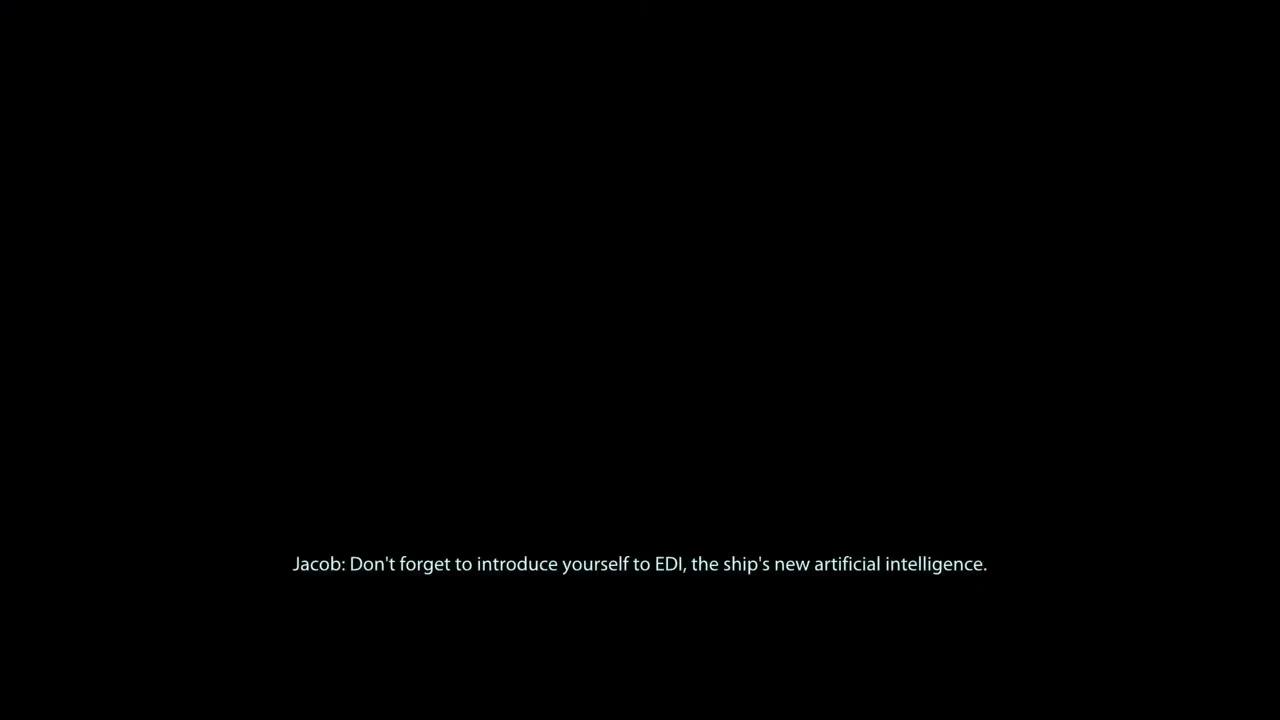 Jacob: Don't forget to introduce yourself to EDI, the ship's new artificial intelligence.